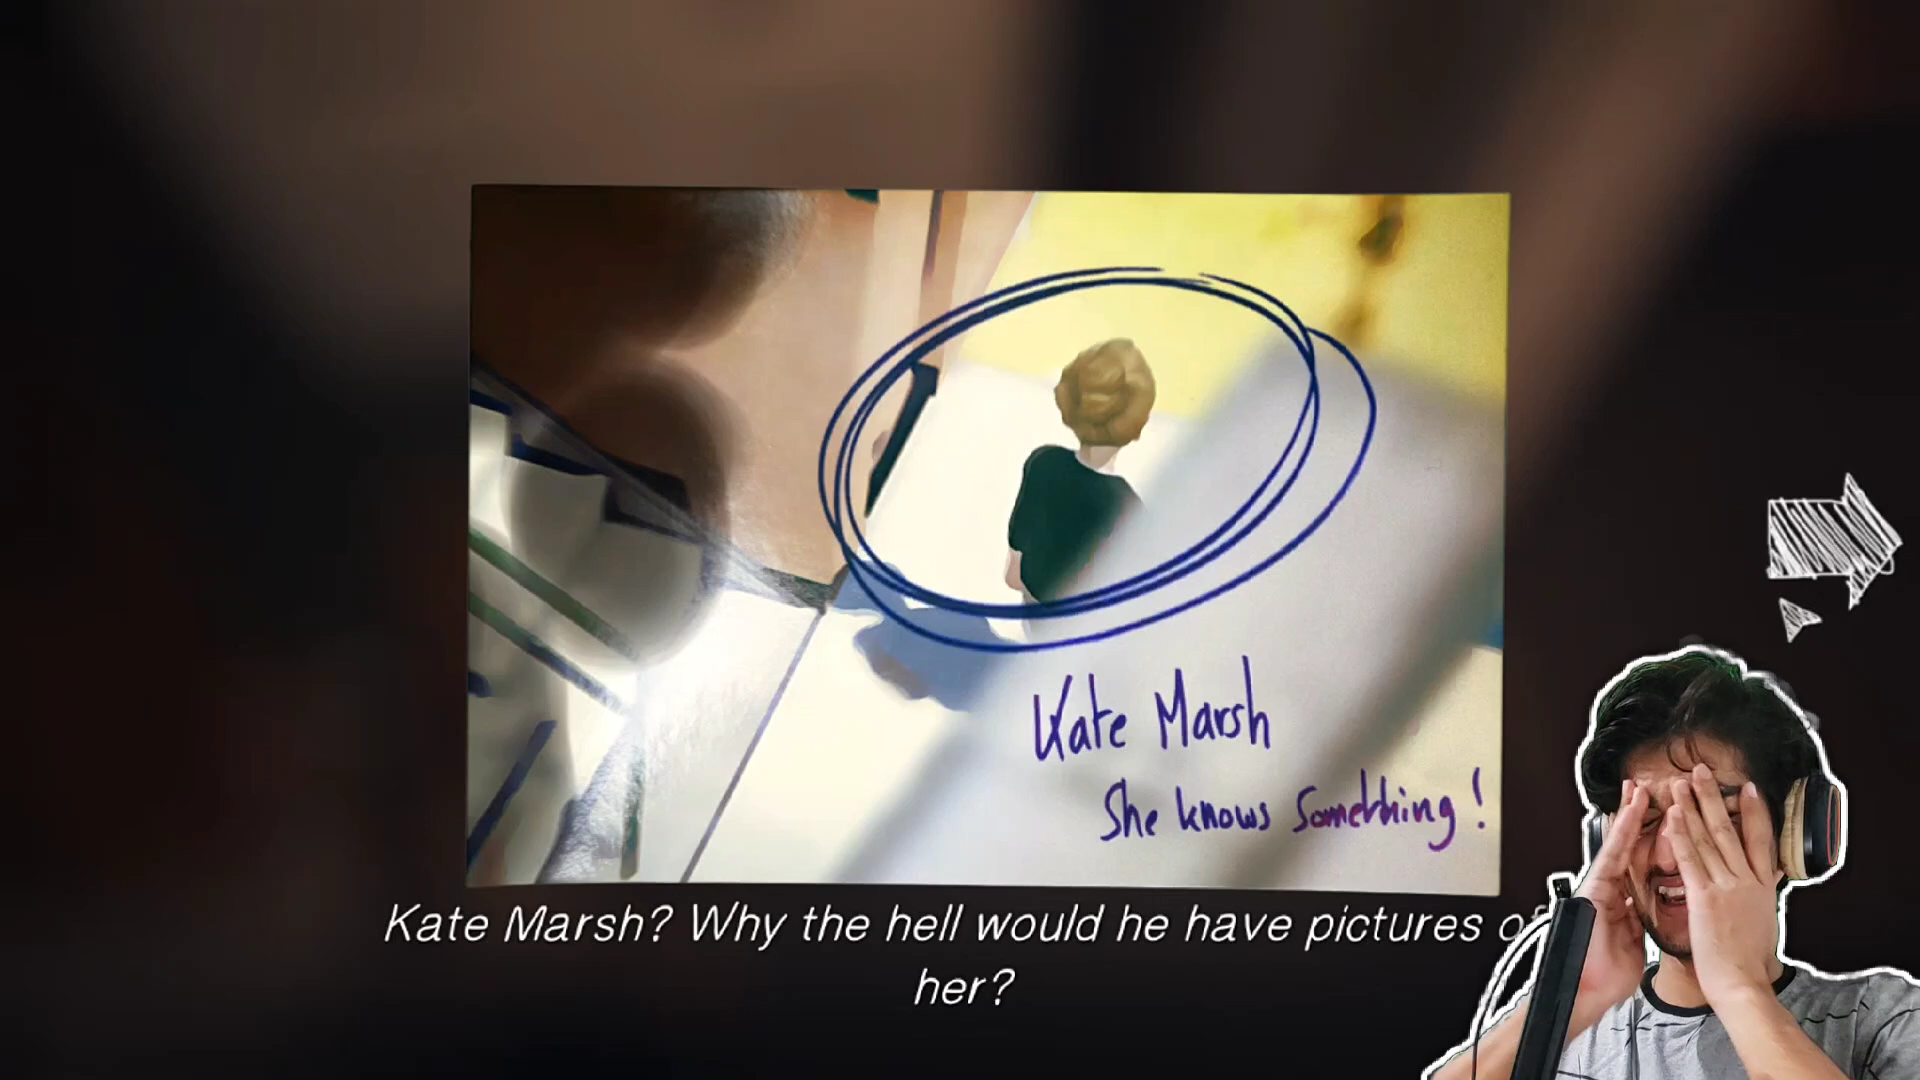 Kate Marsh
She knows Something!
Kate Marsh? Why the hell would he have pictures of
her?